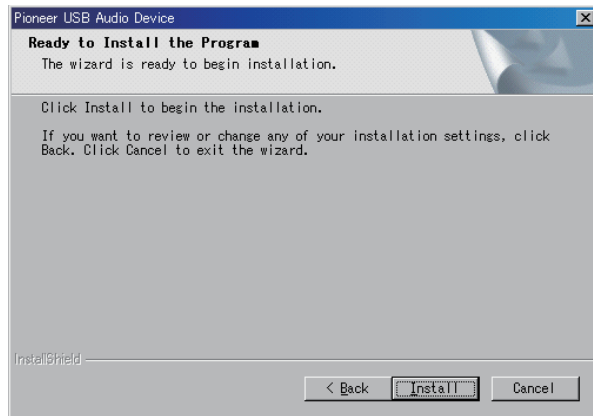 Pioneer USB Audio Device
Ready to Install the Program
The wizard is ready to begin installation.
Click Install to begin the installation.
If you want to review or change any of your installation settings, click
Back. Click Cancel to exit the wizard.
InstallShield
< Back
Install
Cancel